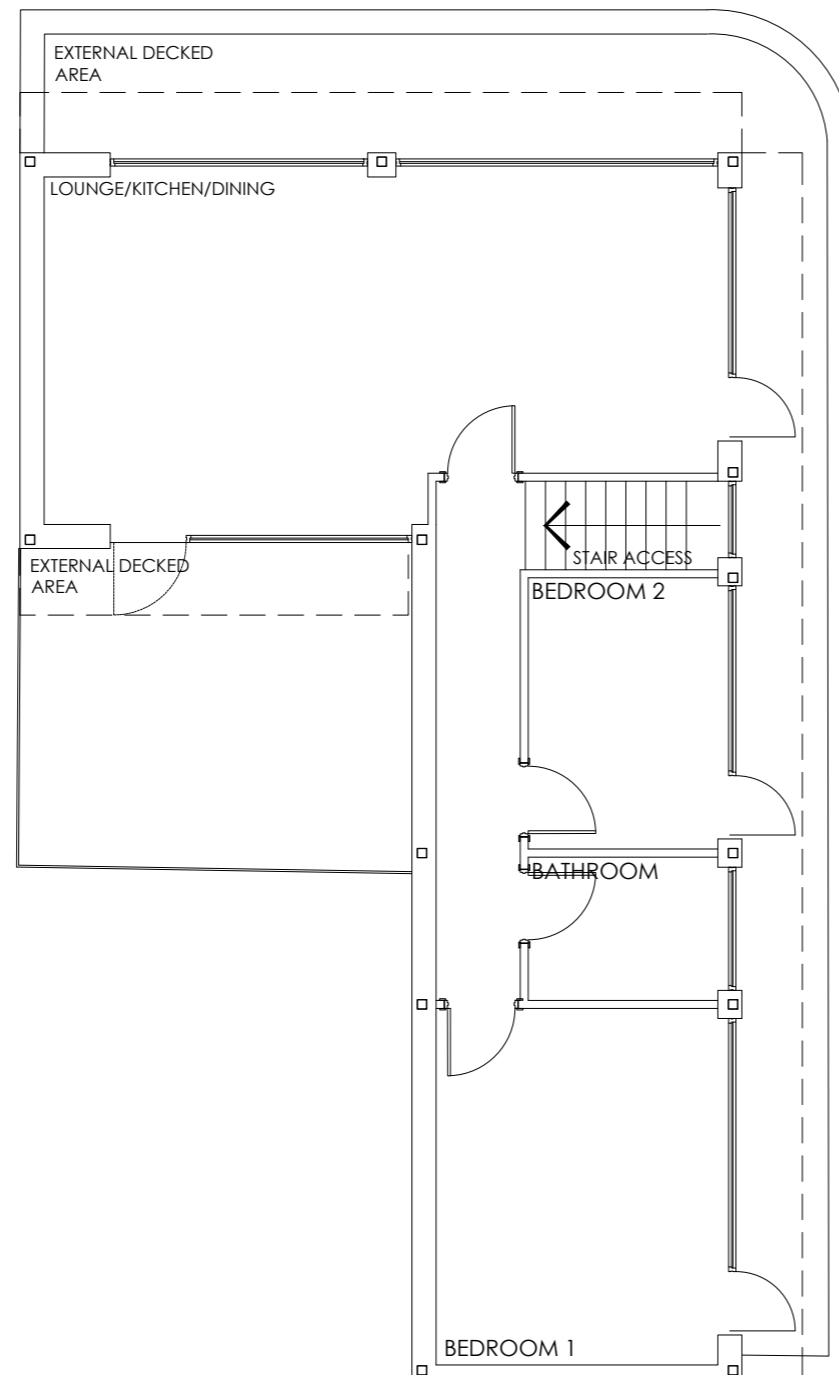 EXTERNAL DECKED
AREA
LOUNGE/KITCHEN/DINING
EXTERNAL DECKED
AREA
STAIR ACCESS
BEDROOM 2
BATHROOM
BEDROOM 1